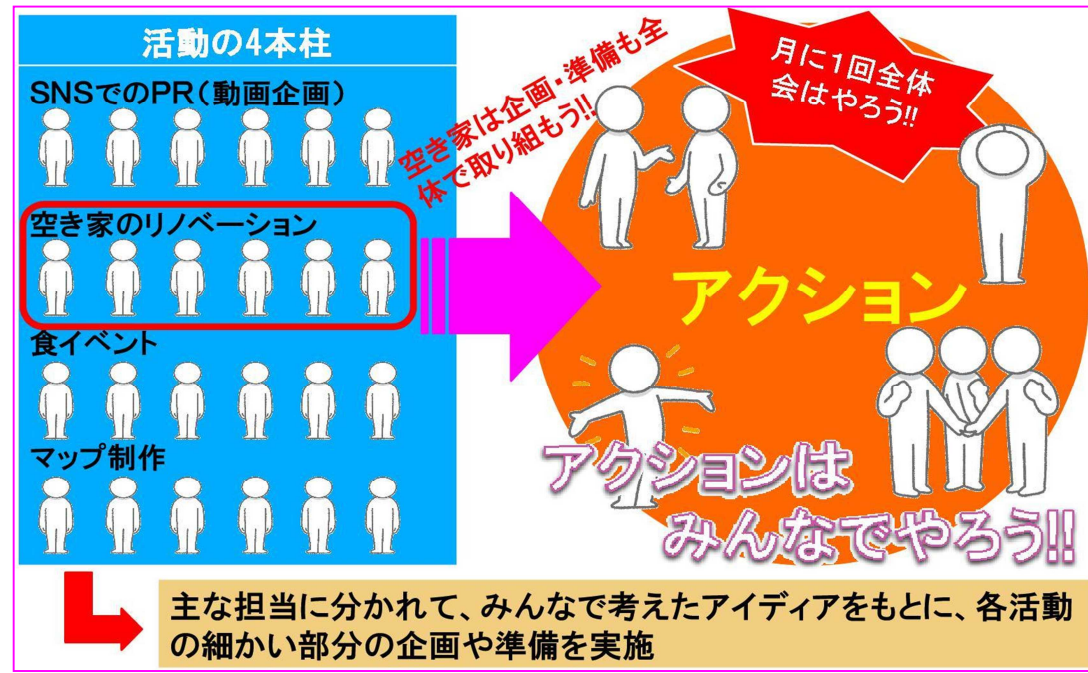 活動の4本柱
SNSでのPR(動画企画)
空き家のリノベーション
食イベント
マップ制作
空き家は企画・準備も全
体で取り組もう!!
月に1回全体
会はやろう!!
アクション
アクションは
みんなでやろう!!
主な担当に分かれて、みんなで考えたアイディアをもとに、各活動
の細かい部分の企画や準備を実施